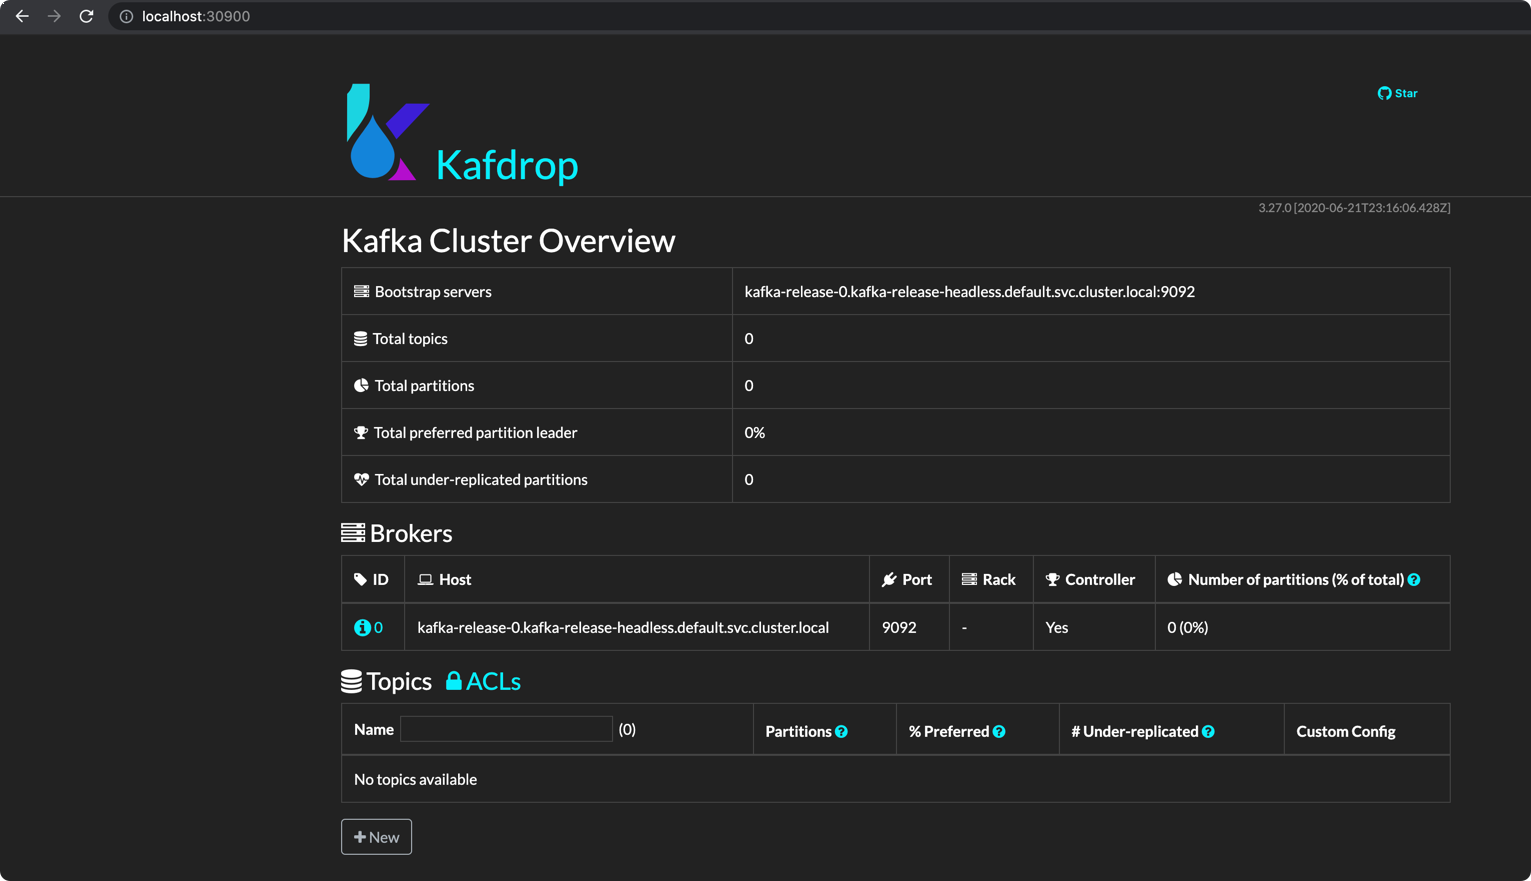 localhost:30900
Star
Kafdrop
3.27.0 [2020-06-21T23:16:06.428Z]
Kafka Cluster Overview
Bootstrap servers kafka-release-0.kafka-release-headless.default.svc.cluster.local:9092
Total topics 0
Total partitions 0
Total preferred partition leader 0%
Total under-replicated partitions 0
Brokers
ID Host Port Rack Controller Number of partitions (% of total)
0 kafka-release-0.kafka-release-headless.default.svc.cluster.local 9092 - Yes 0 (0%)
Topics ACLs
Name (0) Partitions % Preferred # Under-replicated Custom Config
No topics available
New